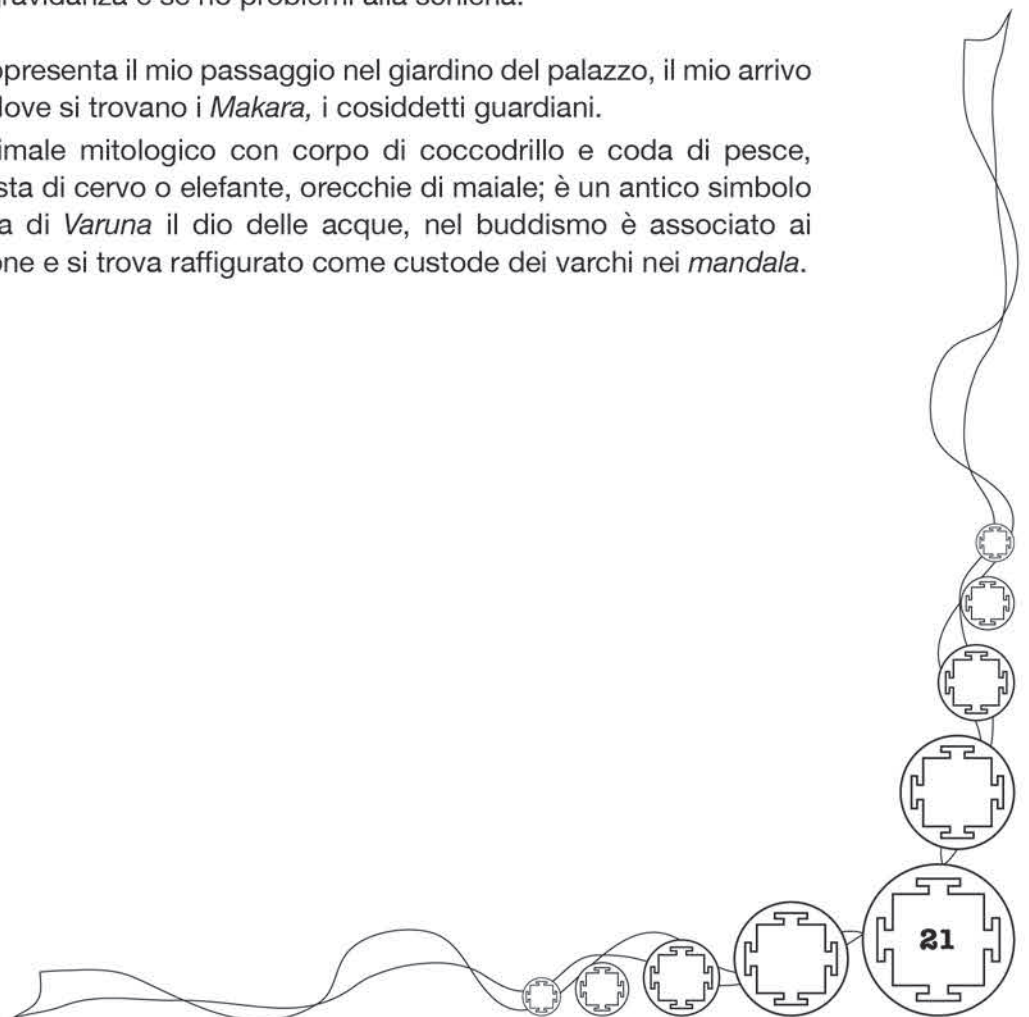 gravidanza e se ho problemi alla schiena.
ppresenta il mio passaggio nel giardino del palazzo, il mio arrivo
dove si trovano i Makara, i cosiddetti guardiani.
imale mitologico con corpo di coccodrillo e coda di pesce,
sta di cervo o elefante, orecchie di maiale; è un antico simbolo
a di Varuna il dio delle acque, nel buddismo è associato ai
one e si trova raffigurato come custode dei varchi nei mandala.
21